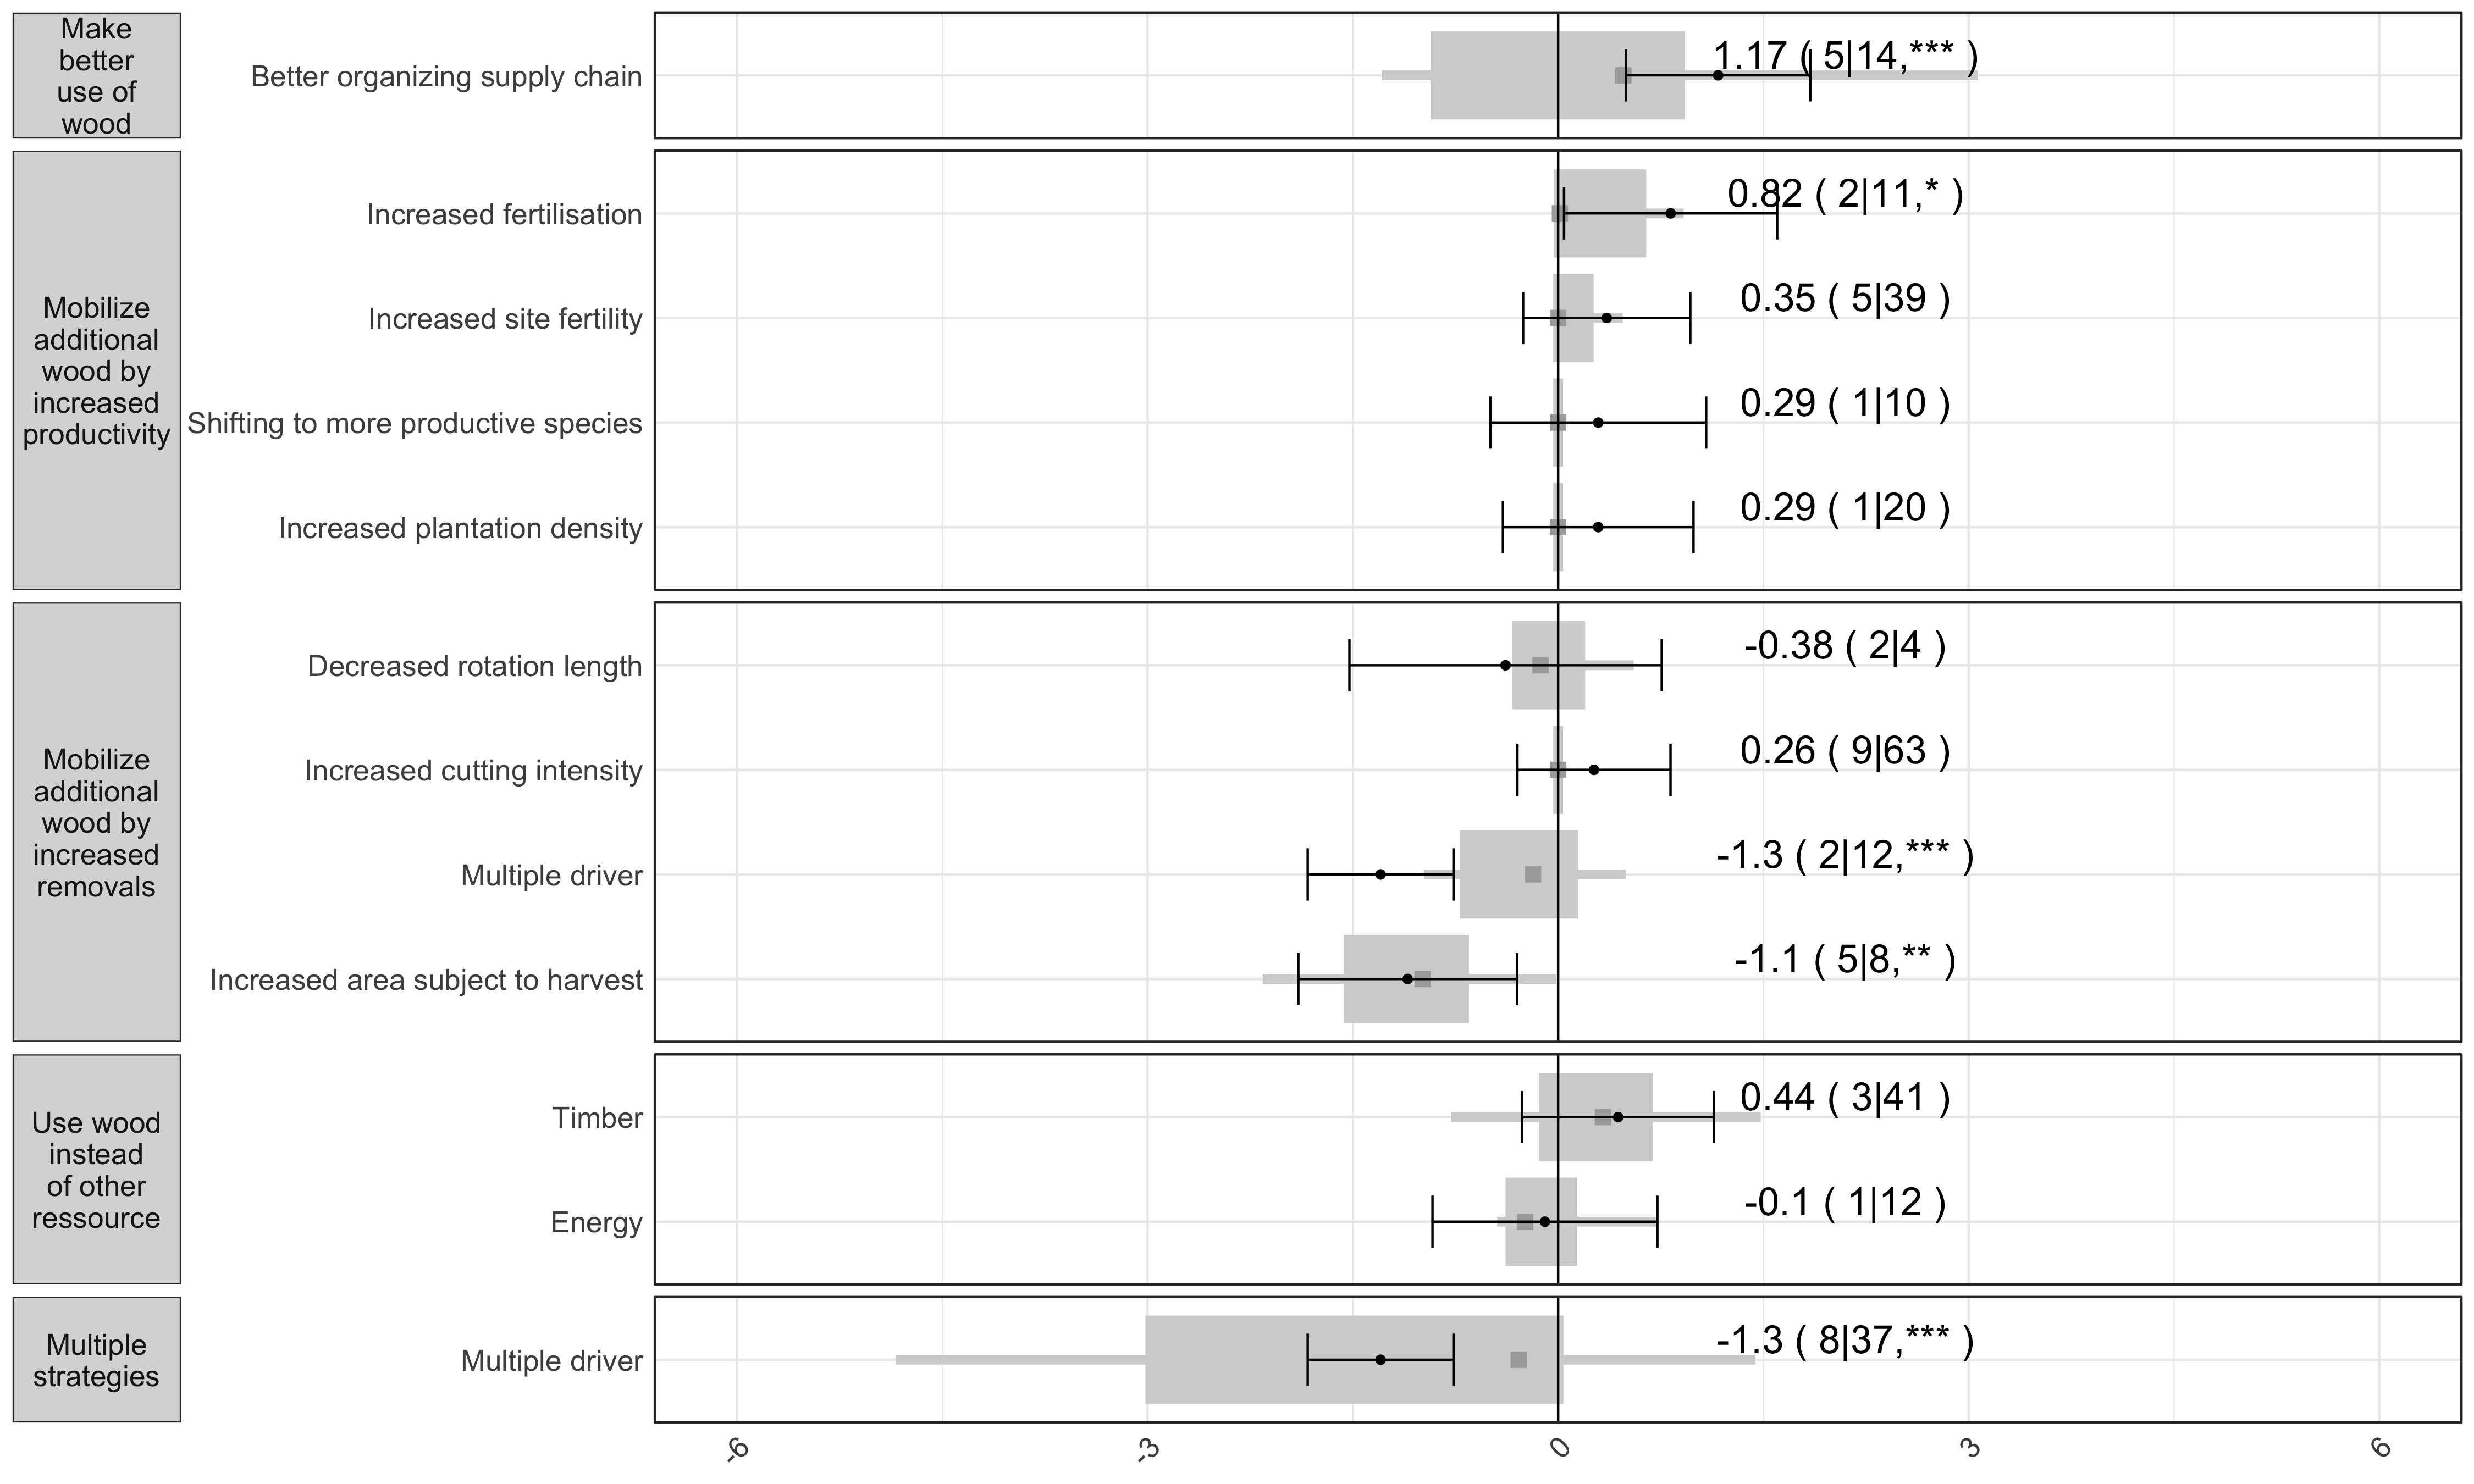 Make
better
use of
wood
Better organizing supply chain
1.17 ( 5|14,*** )
Mobilize
additional
wood by
increased
productivity
Increased fertilisation
0.82 ( 2|11,* )
Increased site fertility
0.35 ( 5|39 )
Shifting to more productive species
0.29 ( 1|10 )
Increased plantation density
0.29 ( 1|20 )
Mobilize
additional
wood by
increased
removals
Decreased rotation length
-0.38 ( 2|4 )
Increased cutting intensity
0.26 ( 9|63 )
Multiple driver
-1.3 ( 2|12,*** )
Increased area subject to harvest
-1.1 ( 5|8,** )
Use wood
instead
of other
ressource
Timber
0.44 ( 3|41 )
Energy
-0.1 ( 1|12 )
Multiple
strategies
Multiple driver
-1.3 ( 8|37,*** )
-6 -3 0 3 6